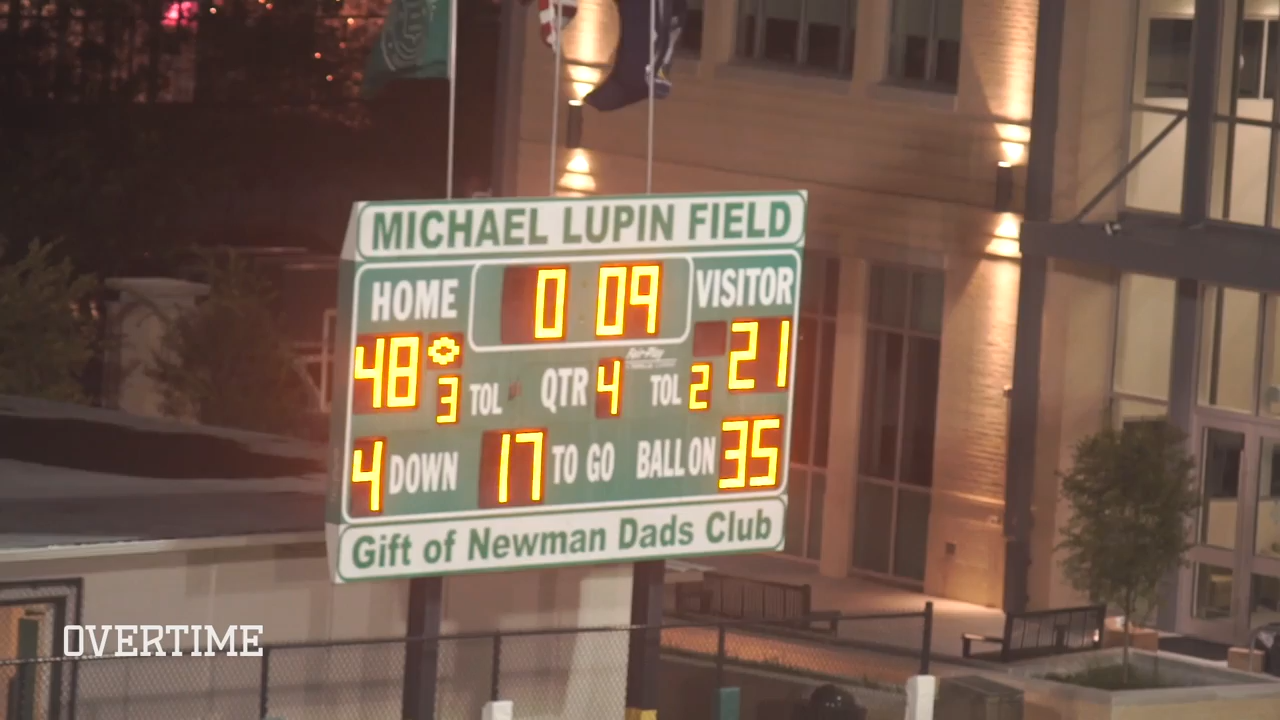 MICHAEL LUPIN FIELD
HOME 0 09 VISITOR
48 21
3 TOL QTR 4 TOL 2
4 DOWN 17 TO GO BALL ON 35
Gift of Newman Dads Club
OVERTIME